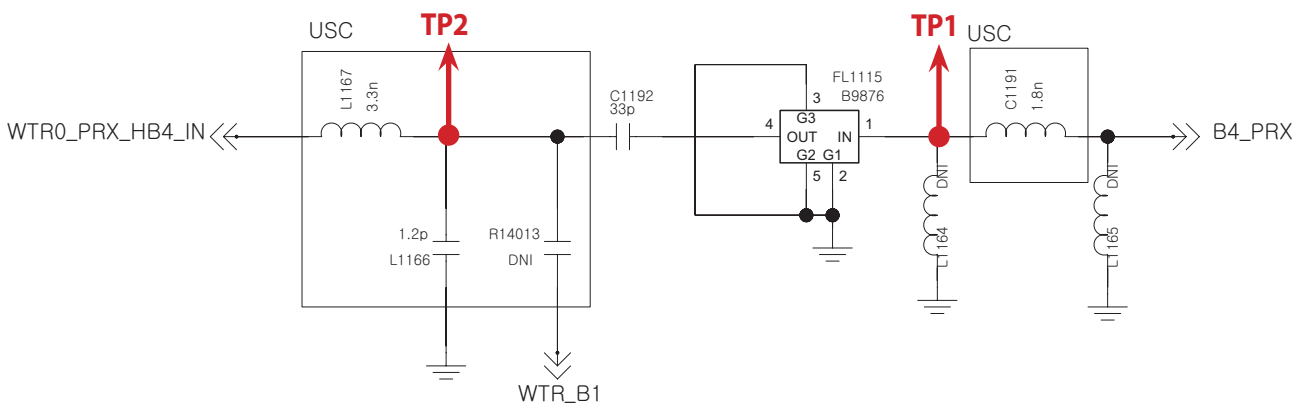 TP2
TP1
USC
USC
L1167
3.3n
C1192
33p
FL1115
B9876
C1191
1.8n
3
G3
WTR0_PRX_HB4_IN
4
OUT
IN
1
B4_PRX
G2
G1
5
2
DNI
L1164
DNI
L1165
1.2p
L1166
R14013
DNI
WTR_B1